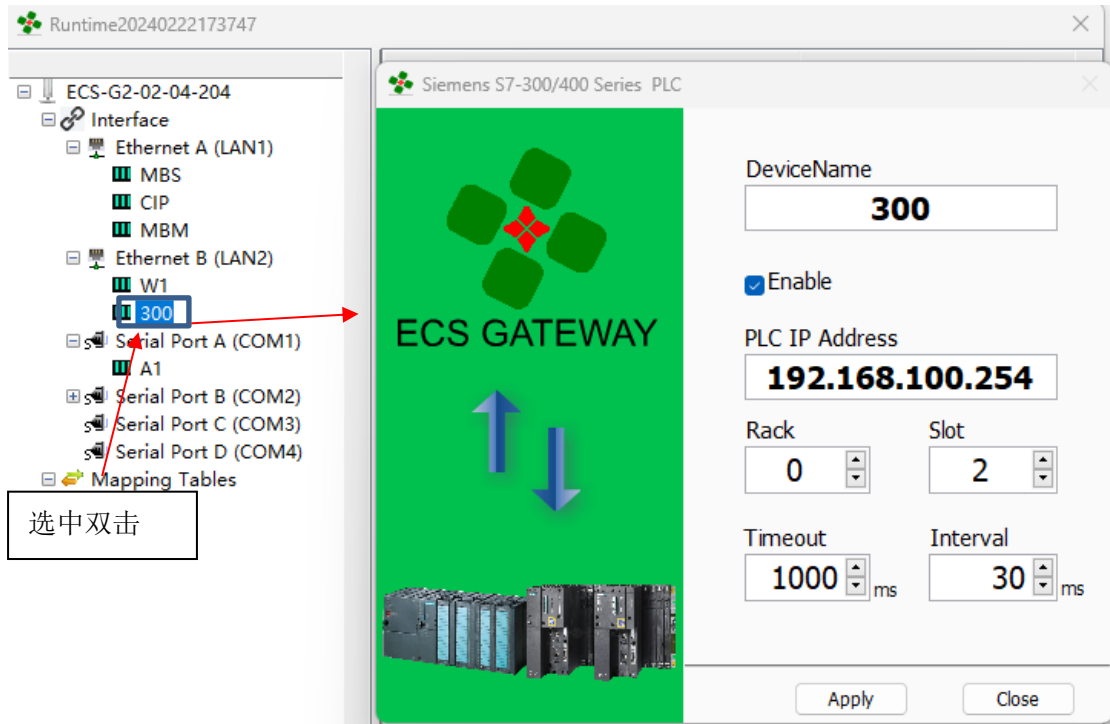 Runtime20240222173747
ECS-G2-02-04-204
Interface
Ethernet A (LAN1)
MBS
CIP
MBM
Ethernet B (LAN2)
W1
300
Serial Port A (COM1)
A1
Serial Port B (COM2)
Serial Port C (COM3)
Serial Port D (COM4)
Mapping Tables
选中双击
Siemens S7-300/400 Series PLC
ECS GATEWAY
DeviceName
300
Enable
PLC IP Address
192.168.100.254
Rack Slot
0 2
Timeout Interval
1000 ms 30 ms
Apply Close